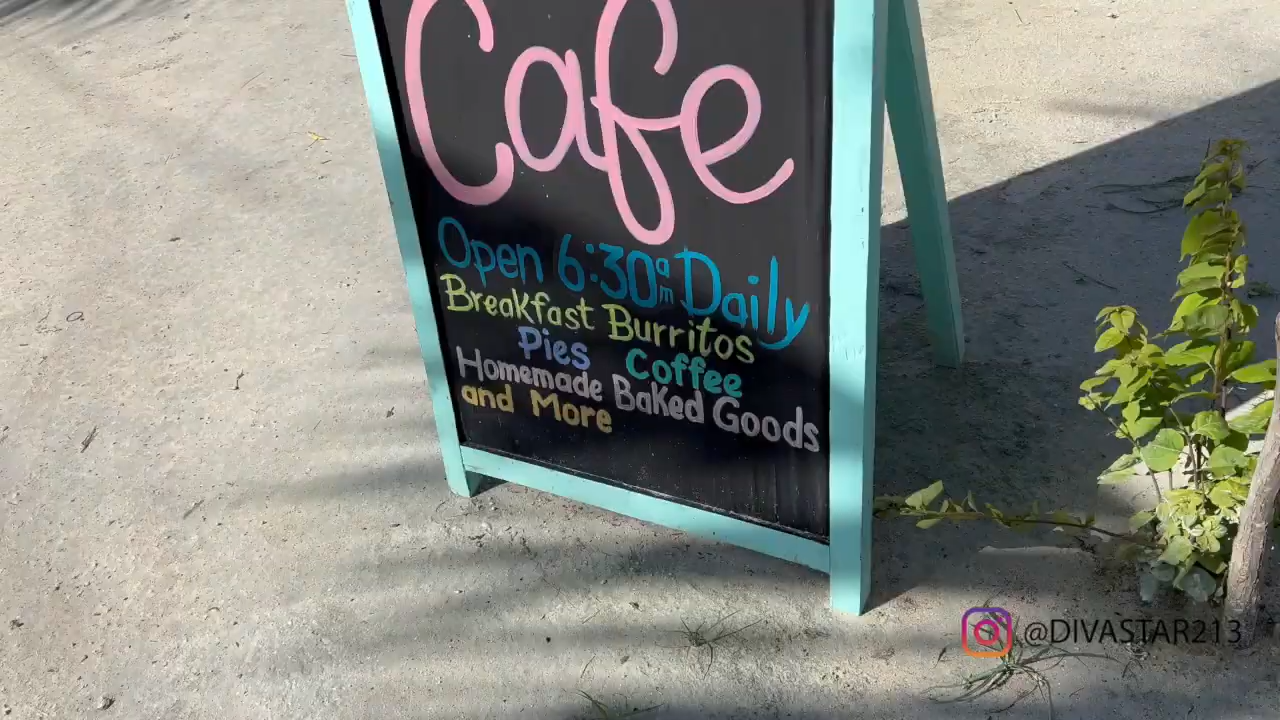 Cafe
Open 6:30am Daily
Breakfast Burritos
Pies Coffee
Homemade Baked Goods
and More
@DIVASTAR213